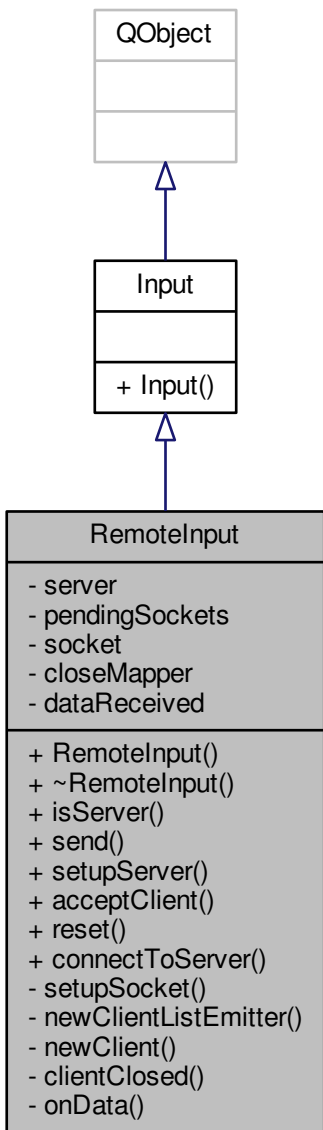 QObject
Input
+ Input()
RemoteInput
- server
- pendingSockets
- socket
- closeMapper
- dataReceived
+ RemoteInput()
+ ~RemoteInput()
+ isServer()
+ send()
+ setupServer()
+ acceptClient()
+ reset()
+ connectToServer()
- setupSocket()
- newClientListEmitter()
- newClient()
- clientClosed()
- onData()